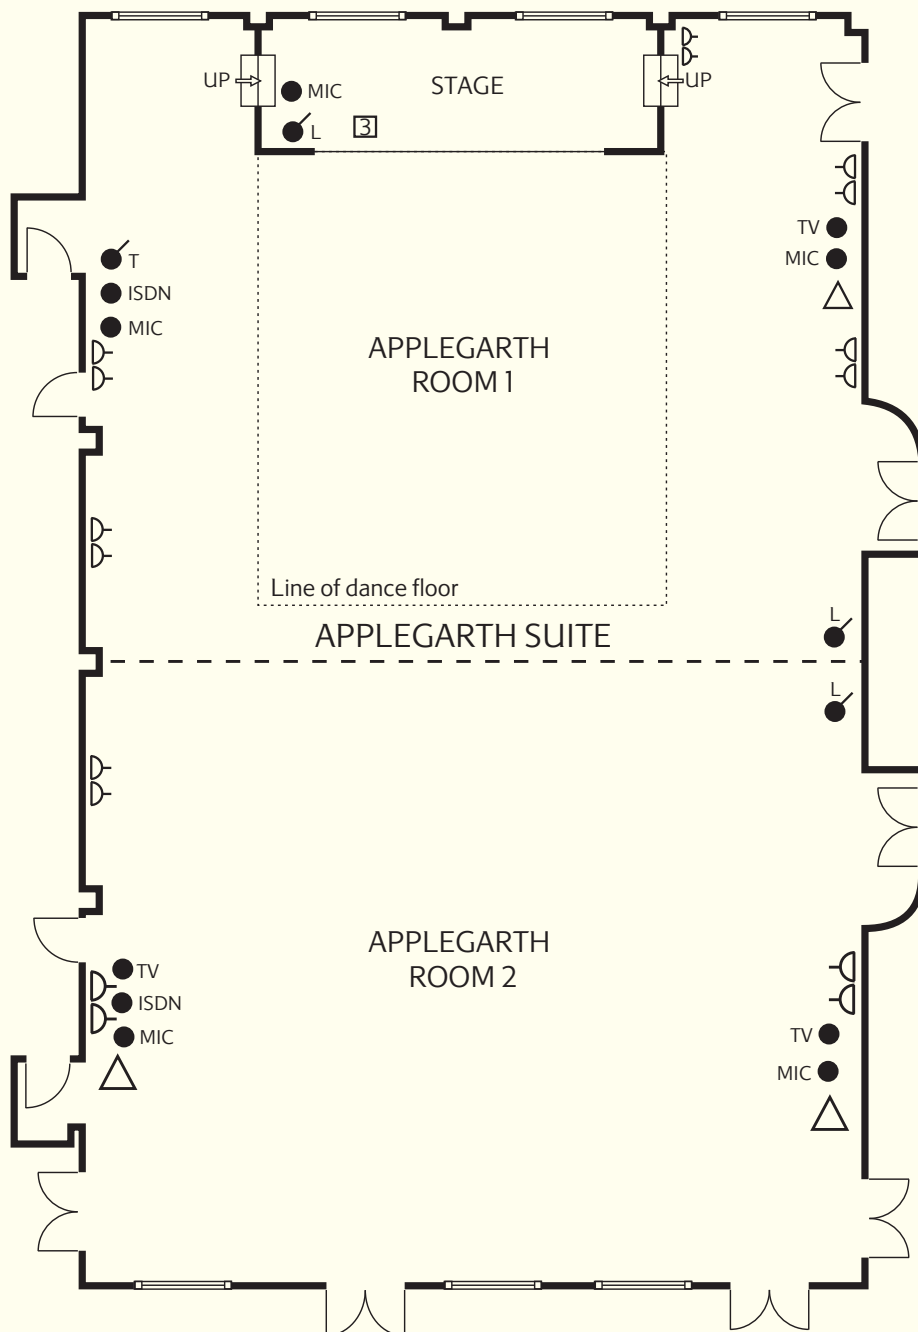 UP
MIC
STAGE
UP
L
3
T
ISDN
MIC
TV
MIC
APPLEGARTH
ROOM 1
Line of dance floor
APPLEGARTH SUITE
L
L
APPLEGARTH
ROOM 2
TV
ISDN
MIC
TV
MIC